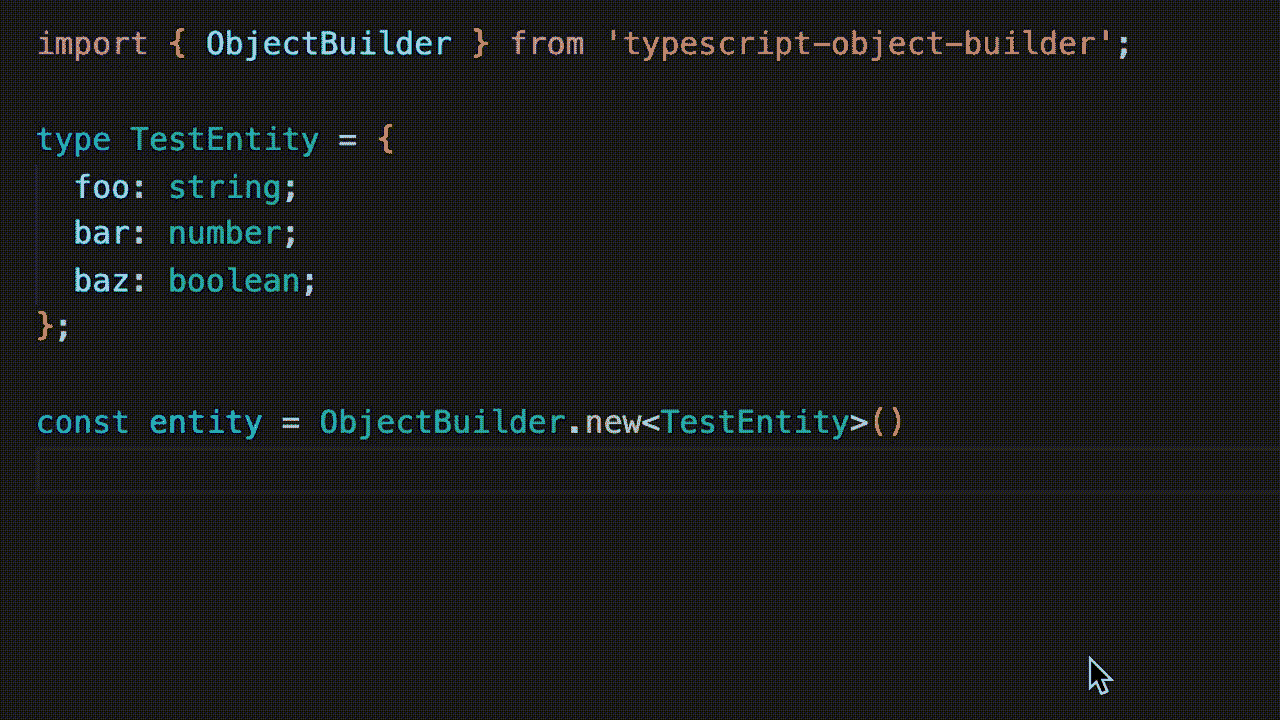 import { ObjectBuilder } from 'typescript-object-builder';
type TestEntity = {
foo: string;
bar: number;
baz: boolean;
};
const entity = ObjectBuilder.new<TestEntity>()